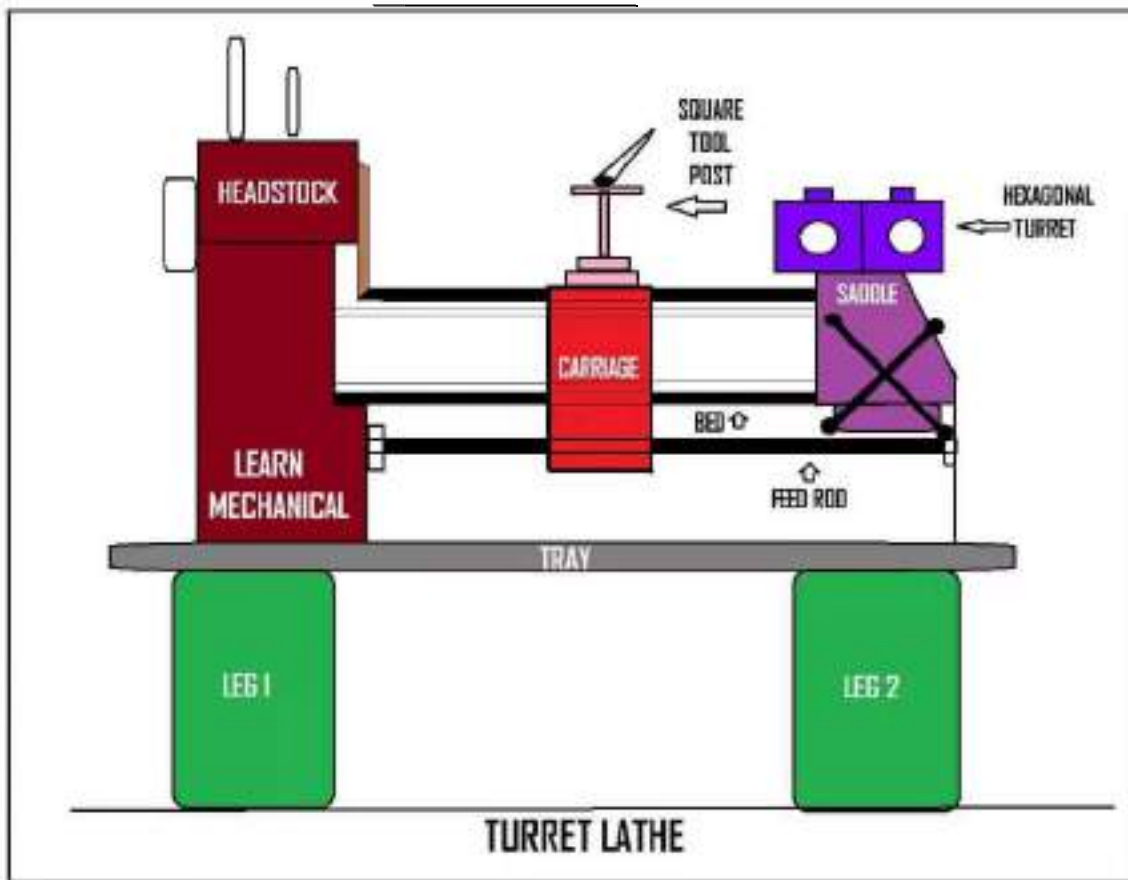 SQUARE
TOOL
POST
HEADSTOCK
HEXAGONAL
TURRET
SADDLE
CARRIAGE
BED
LEARN
MECHANICAL
FEED ROD
TRAY
LEG 1
LEG 2
TURRET LATHE